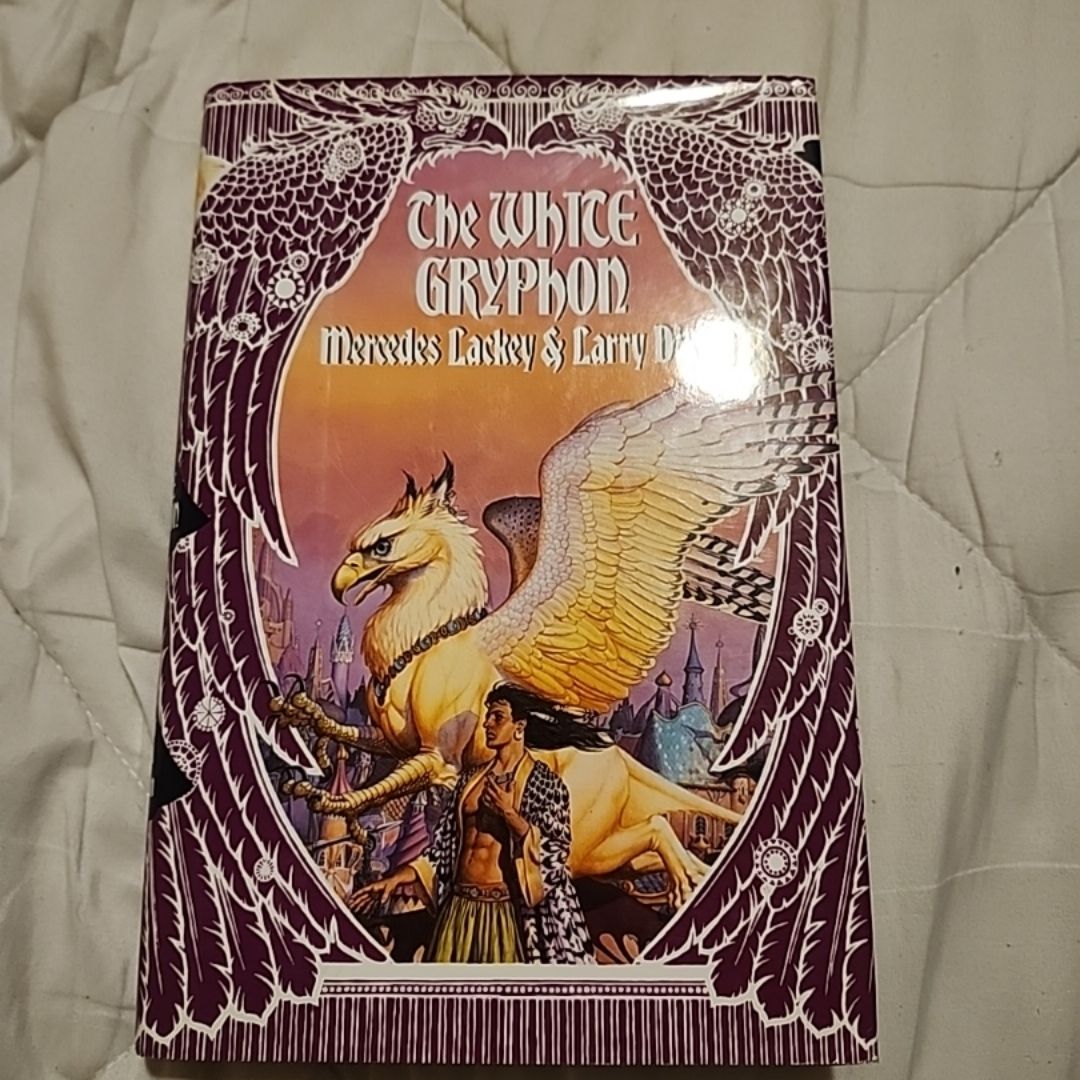 The WHITE
GRYPHON
Mercedes Lackey & Larry